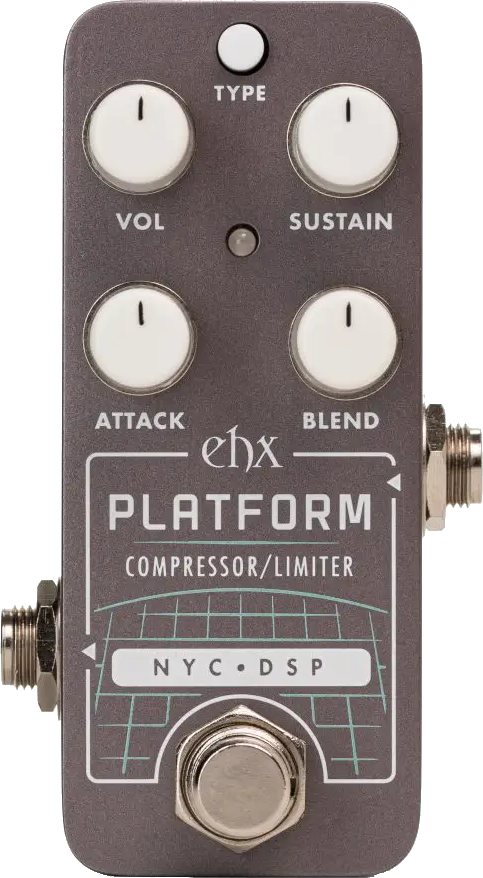 TYPE
VOL SUSTAIN
ATTACK BLEND
ehx
PLATFORM
COMPRESSOR/LIMITER
NYC•DSP